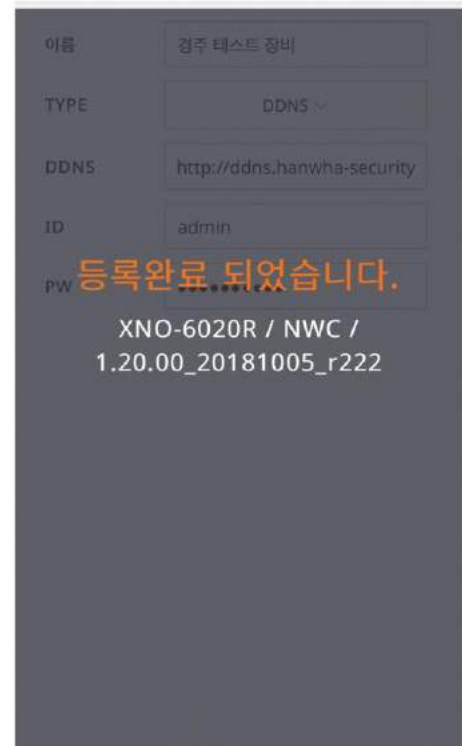 이름 경주 테스트 장비
TYPE DDNS
DDNS http://ddns.hanwha-security
ID admin
PW ●●●●●●●●●●
등록완료 되었습니다.
XNO-6020R / NWC /
1.20.00_20181005_r222